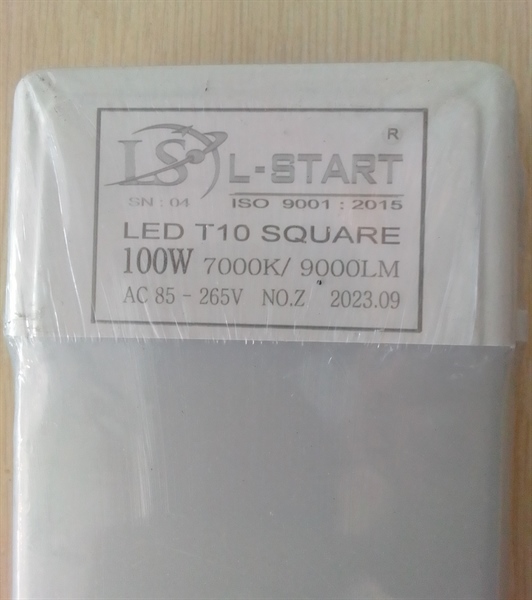 LS L-START ®
SN : 04 ISO 9001 : 2015
LED T10 SQUARE
100W 7000K/ 9000LM
AC 85 - 265V NO.Z 2023.09